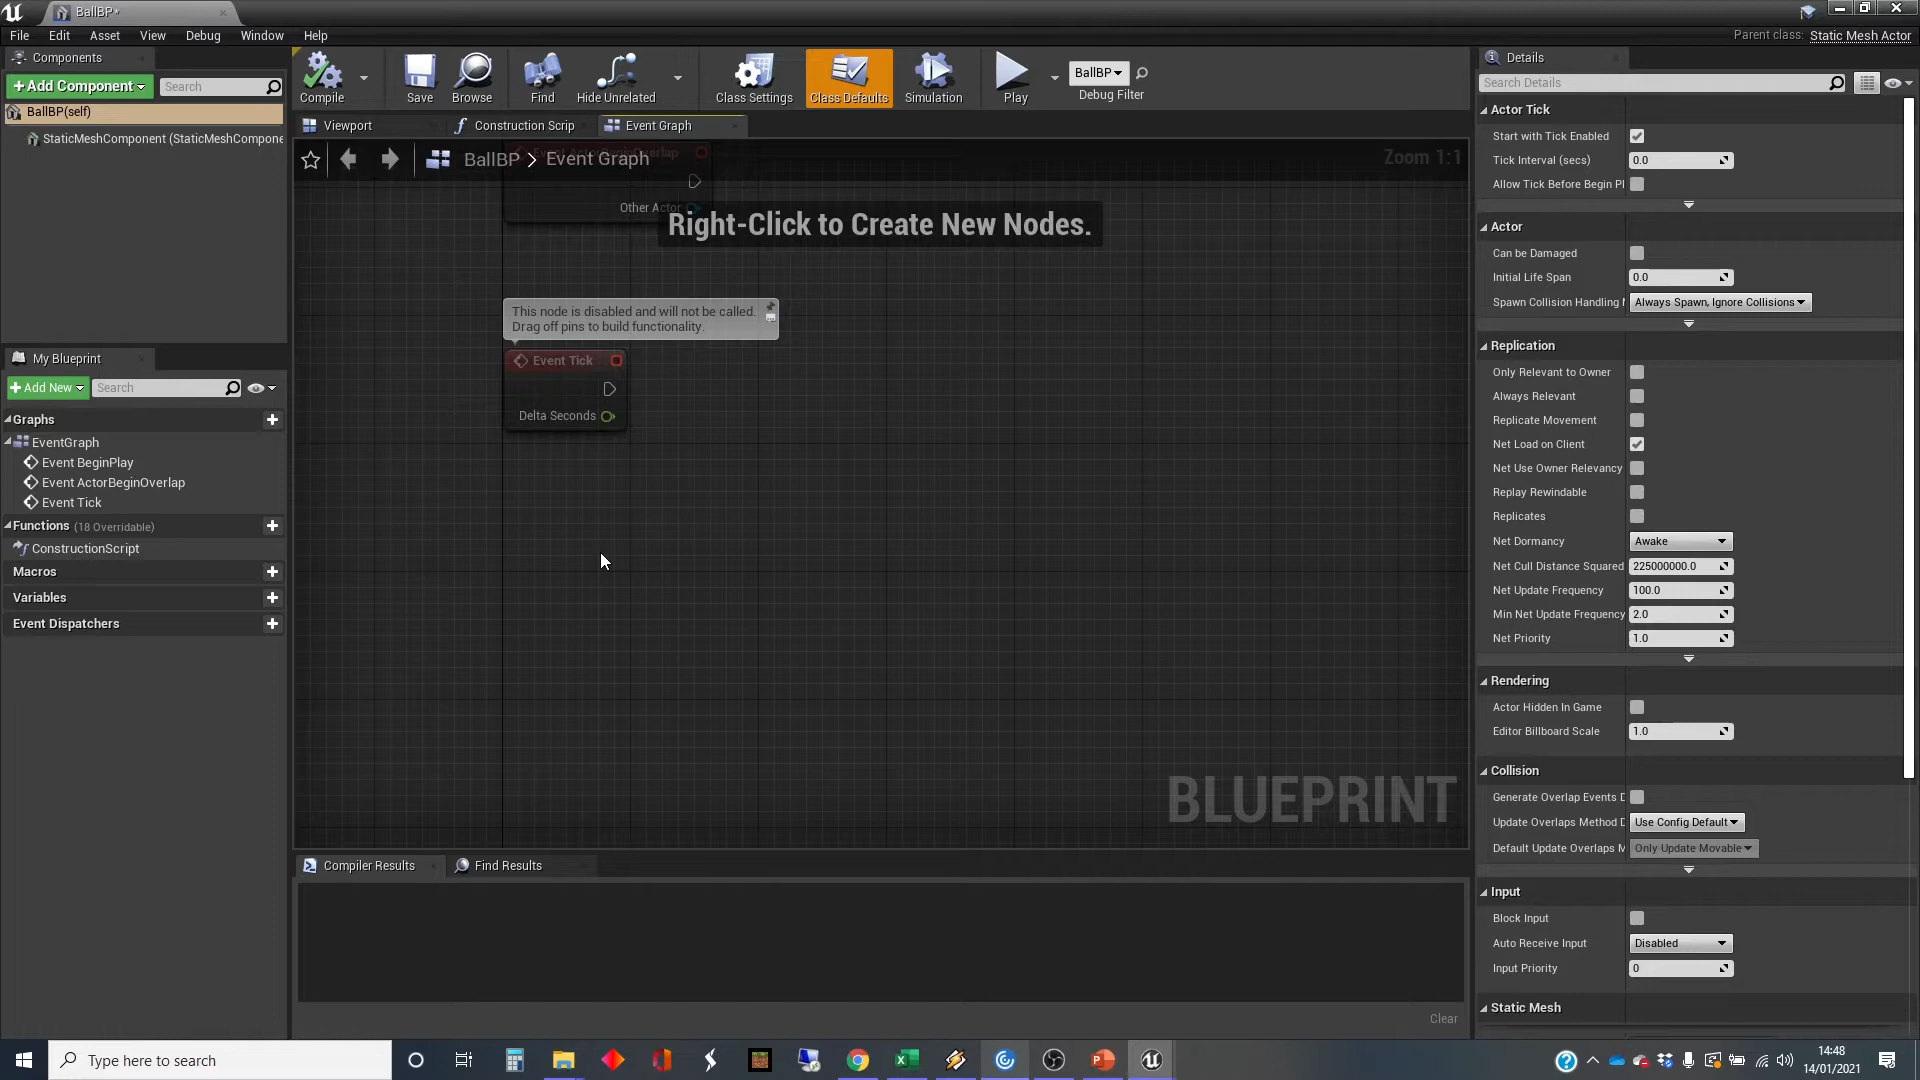 BallBP*
File Edit Asset View Debug Window Help
Parent class: Static Mesh Actor
Components
+Add Component
Search
BallBP(self)
StaticMeshComponent (StaticMeshCompone
Compile
Save
Browse
Find
Hide Unrelated
Class Settings
Class Defaults
Simulation
Play
BallBP
Debug Filter
Viewport
Construction Scrip
Event Graph
BallBP > Event Graph
Zoom 1:1
Event ActorBeginOverlap
Other Actor
Right-Click to Create New Nodes.
This node is disabled and will not be called.
Drag off pins to build functionality.
Event Tick
Delta Seconds
BLUEPRINT
My Blueprint
+Add New
Search
Graphs
EventGraph
Event BeginPlay
Event ActorBeginOverlap
Event Tick
Functions (18 Overridable)
ConstructionScript
Macros
Variables
Event Dispatchers
Compiler Results
Find Results
Clear
Details
Search Details
Actor Tick
Start with Tick Enabled
Tick Interval (secs) 0.0
Allow Tick Before Begin Pl
Actor
Can be Damaged
Initial Life Span 0.0
Spawn Collision Handling M Always Spawn, Ignore Collisions
Replication
Only Relevant to Owner
Always Relevant
Replicate Movement
Net Load on Client
Net Use Owner Relevancy
Replay Rewindable
Replicates
Net Dormancy Awake
Net Cull Distance Squared 225000000.0
Net Update Frequency 100.0
Min Net Update Frequency 2.0
Net Priority 1.0
Rendering
Actor Hidden In Game
Editor Billboard Scale 1.0
Collision
Generate Overlap Events D
Update Overlaps Method D Use Config Default
Default Update Overlaps M Only Update Movable
Input
Block Input
Auto Receive Input Disabled
Input Priority 0
Static Mesh
Type here to search
14:48
14/01/2021